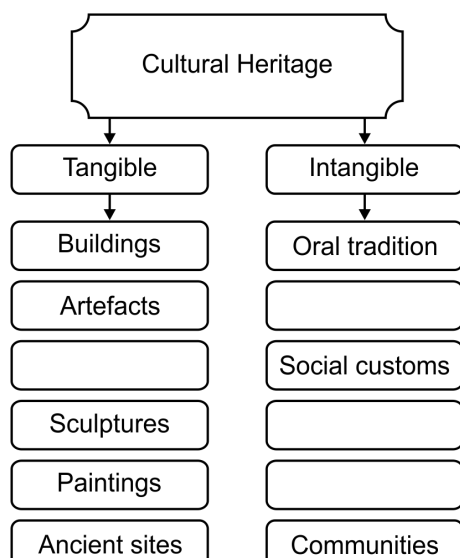 Cultural Heritage
Tangible
Intangible
Buildings
Oral tradition
Artefacts
Social customs
Sculptures
Paintings
Ancient sites
Communities